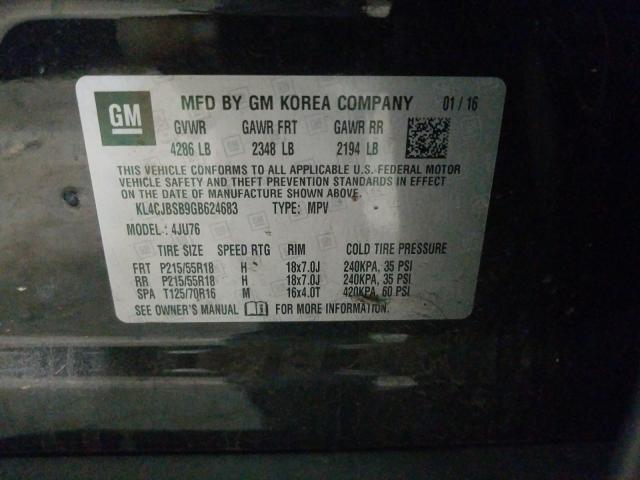 GM MFD BY GM KOREA COMPANY 01 / 16
GVWR GAWR FRT GAWR RR
4286 LB 2348 LB 2194 LB
THIS VEHICLE CONFORMS TO ALL APPLICABLE U.S. FEDERAL MOTOR
VEHICLE SAFETY AND THEFT PREVENTION STANDARDS IN EFFECT
ON THE DATE OF MANUFACTURE SHOWN ABOVE.
KL4CJBSB9GB624683 TYPE: MPV
MODEL : 4JU76
TIRE SIZE SPEED RTG RIM COLD TIRE PRESSURE
FRT P215/55R18 H 18x7.0J 240KPA, 35 PSI
RR P215/55R18 H 18x7.0J 240KPA, 35 PSI
SPA T125/70R16 M 16x4.0T 420KPA, 60 PSI
SEE OWNER'S MANUAL FOR MORE INFORMATION.